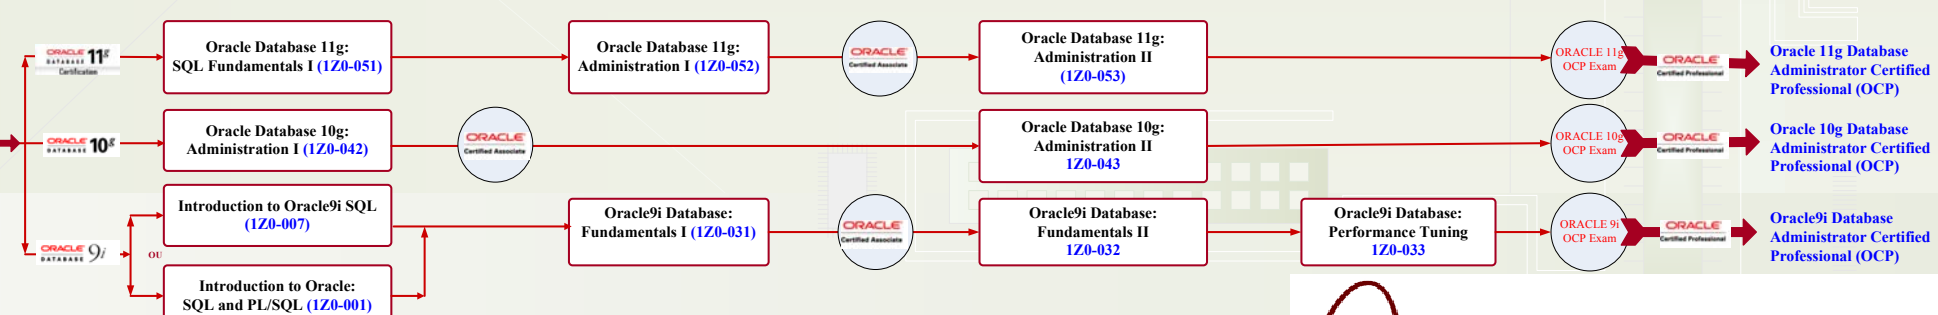 ORACLE 11g
DATABASE
Certification
Oracle Database 11g:
SQL Fundamentals I (1Z0-051)
Oracle Database 11g:
Administration I (1Z0-052)
ORACLE
Certified Associate
Oracle Database 11g:
Administration II
(1Z0-053)
ORACLE 11g
OCP Exam
ORACLE
Certified Professional
Oracle 11g Database
Administrator Certified
Professional (OCP)
ORACLE 10g
DATABASE
Oracle Database 10g:
Administration I (1Z0-042)
ORACLE
Certified Associate
Oracle Database 10g:
Administration II
1Z0-043
ORACLE 10g
OCP Exam
ORACLE
Certified Professional
Oracle 10g Database
Administrator Certified
Professional (OCP)
ORACLE 9i
DATABASE
OU
Introduction to Oracle9i SQL
(1Z0-007)
Introduction to Oracle:
SQL and PL/SQL (1Z0-001)
Oracle9i Database:
Fundamentals I (1Z0-031)
ORACLE
Certified Associate
Oracle9i Database:
Fundamentals II
1Z0-032
Oracle9i Database:
Performance Tuning
1Z0-033
ORACLE 9i
OCP Exam
ORACLE
Certified Professional
Oracle9i Database
Administrator Certified
Professional (OCP)